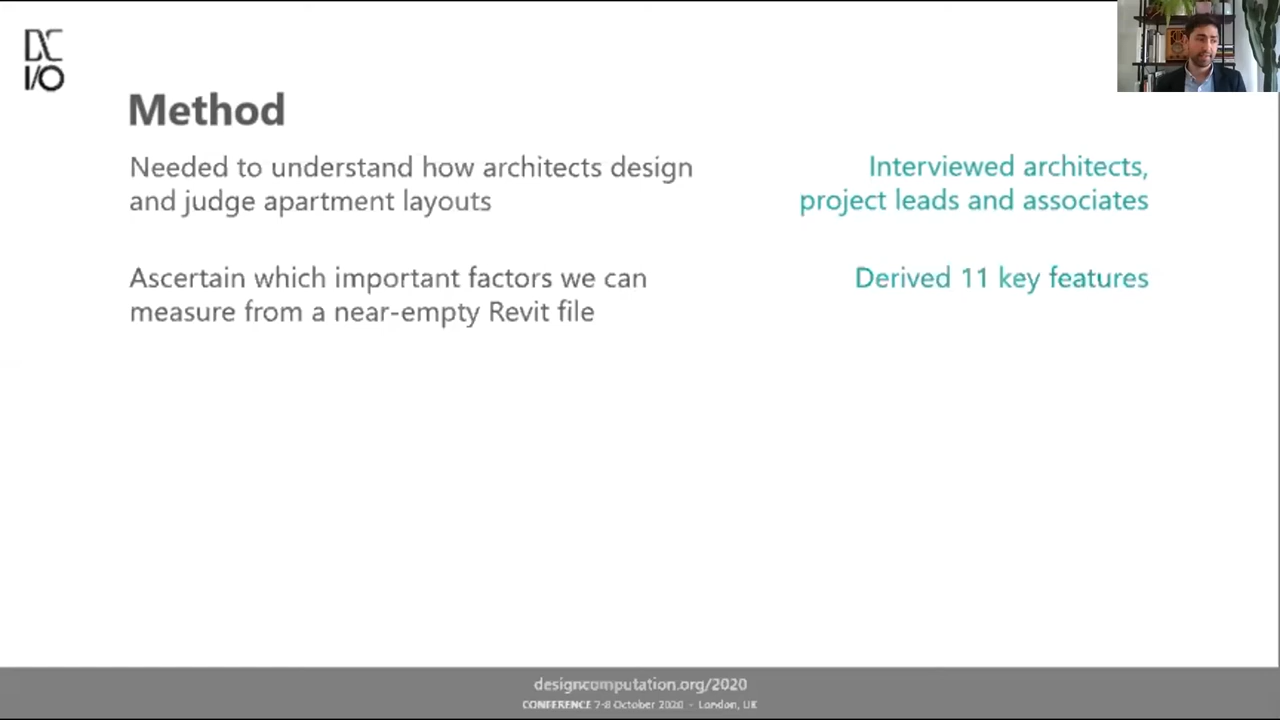 DC
I/O
Method
Needed to understand how architects design
and judge apartment layouts
Interviewed architects,
project leads and associates
Ascertain which important factors we can
measure from a near-empty Revit file
Derived 11 key features
designcomputation.org/2020
CONFERENCE 7-8 October 2020 - London, UK